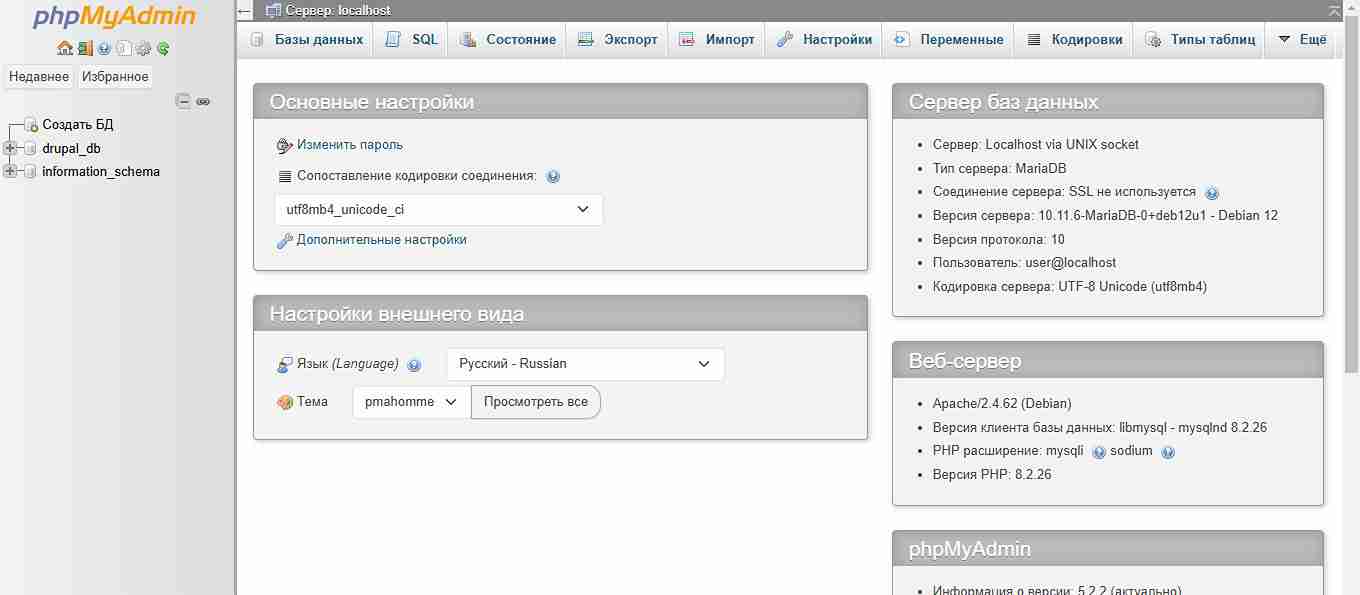 phpMyAdmin
Недавнее Избранное
Создать БД
drupal_db
information_schema
Сервер: localhost
Базы данных SQL Состояние Экспорт Импорт Настройки Переменные Кодировки Типы таблиц Ещё
Основные настройки
Изменить пароль
Сопоставление кодировки соединения:
utf8mb4_unicode_ci
Дополнительные настройки
Настройки внешнего вида
Язык (Language) Русский - Russian
Тема pmahomme Просмотреть все
Сервер баз данных
Сервер: Localhost via UNIX socket
Тип сервера: MariaDB
Соединение сервера: SSL не используется
Версия сервера: 10.11.6-MariaDB-0+deb12u1 - Debian 12
Версия протокола: 10
Пользователь: user@localhost
Кодировка сервера: UTF-8 Unicode (utf8mb4)
Веб-сервер
Apache/2.4.62 (Debian)
Версия клиента базы данных: libmysql - mysqlnd 8.2.26
PHP расширение: mysqli sodium
Версия PHP: 8.2.26
phpMyAdmin
Информация о версии: 5.2.2 (актуально)